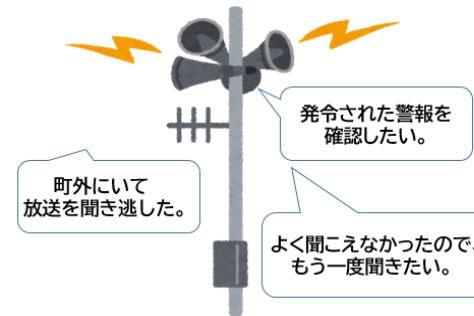 発令された警報を
確認したい。
町外にいて
放送を聞き逃した。
よく聞こえなかったので、
もう一度聞きたい。